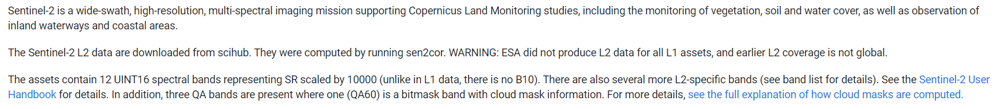 Sentinel-2 is a wide-swath, high-resolution, multi-spectral imaging mission supporting Copernicus Land Monitoring studies, including the monitoring of vegetation, soil and water cover, as well as observation of
inland waterways and coastal areas.
The Sentinel-2 L2 data are downloaded from scihub. They were computed by running sen2cor. WARNING: ESA did not produce L2 data for all L1 assets, and earlier L2 coverage is not global.
The assets contain 12 UINT16 spectral bands representing SR scaled by 10000 (unlike in L1 data, there is no B10). There are also several more L2-specific bands (see band list for details). See the Sentinel-2 User
Handbook for details. In addition, three QA bands are present where one (QA60) is a bitmask band with cloud mask information. For more details, see the full explanation of how cloud masks are computed.